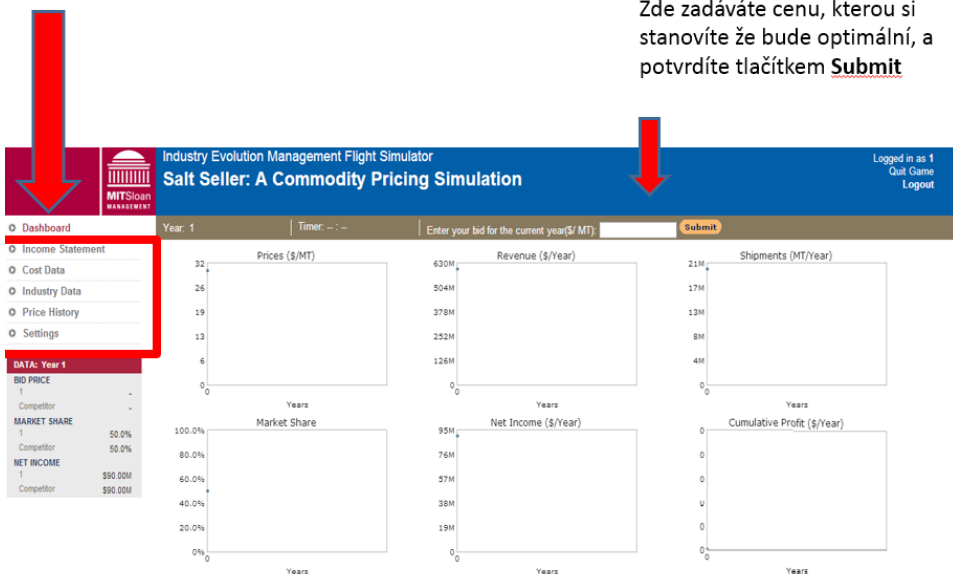 Zde zadáváte cenu, kterou si
stanovíte že bude optimální, a
potvrdíte tlačítkem Submit
MITSloan
MANAGEMENT
Industry Evolution Management Flight Simulator
Salt Seller: A Commodity Pricing Simulation
Logged in as 1
Quit Game
Logout
Year: 1
Timer: – : –
Enter your bid for the current year($/ MT):
Submit
Dashboard
Income Statement
Cost Data
Industry Data
Price History
Settings
DATA: Year 1
BID PRICE
1 -
Competitor -
MARKET SHARE
1 50.0%
Competitor 50.0%
NET INCOME
1 $90.00M
Competitor $90.00M
Prices ($/MT)
32
26
19
13
6
0
0
Years
Revenue ($/Year)
630M
504M
378M
252M
126M
0
0
Years
Shipments (MT/Year)
21M
17M
13M
8M
4M
0
0
Years
Market Share
100.0%
80.0%
60.0%
40.0%
20.0%
0%
0
Years
Net Income ($/Year)
95M
76M
57M
38M
19M
0
0
Years
Cumulative Profit ($/Year)
0
0
0
0
0
0
0
Years